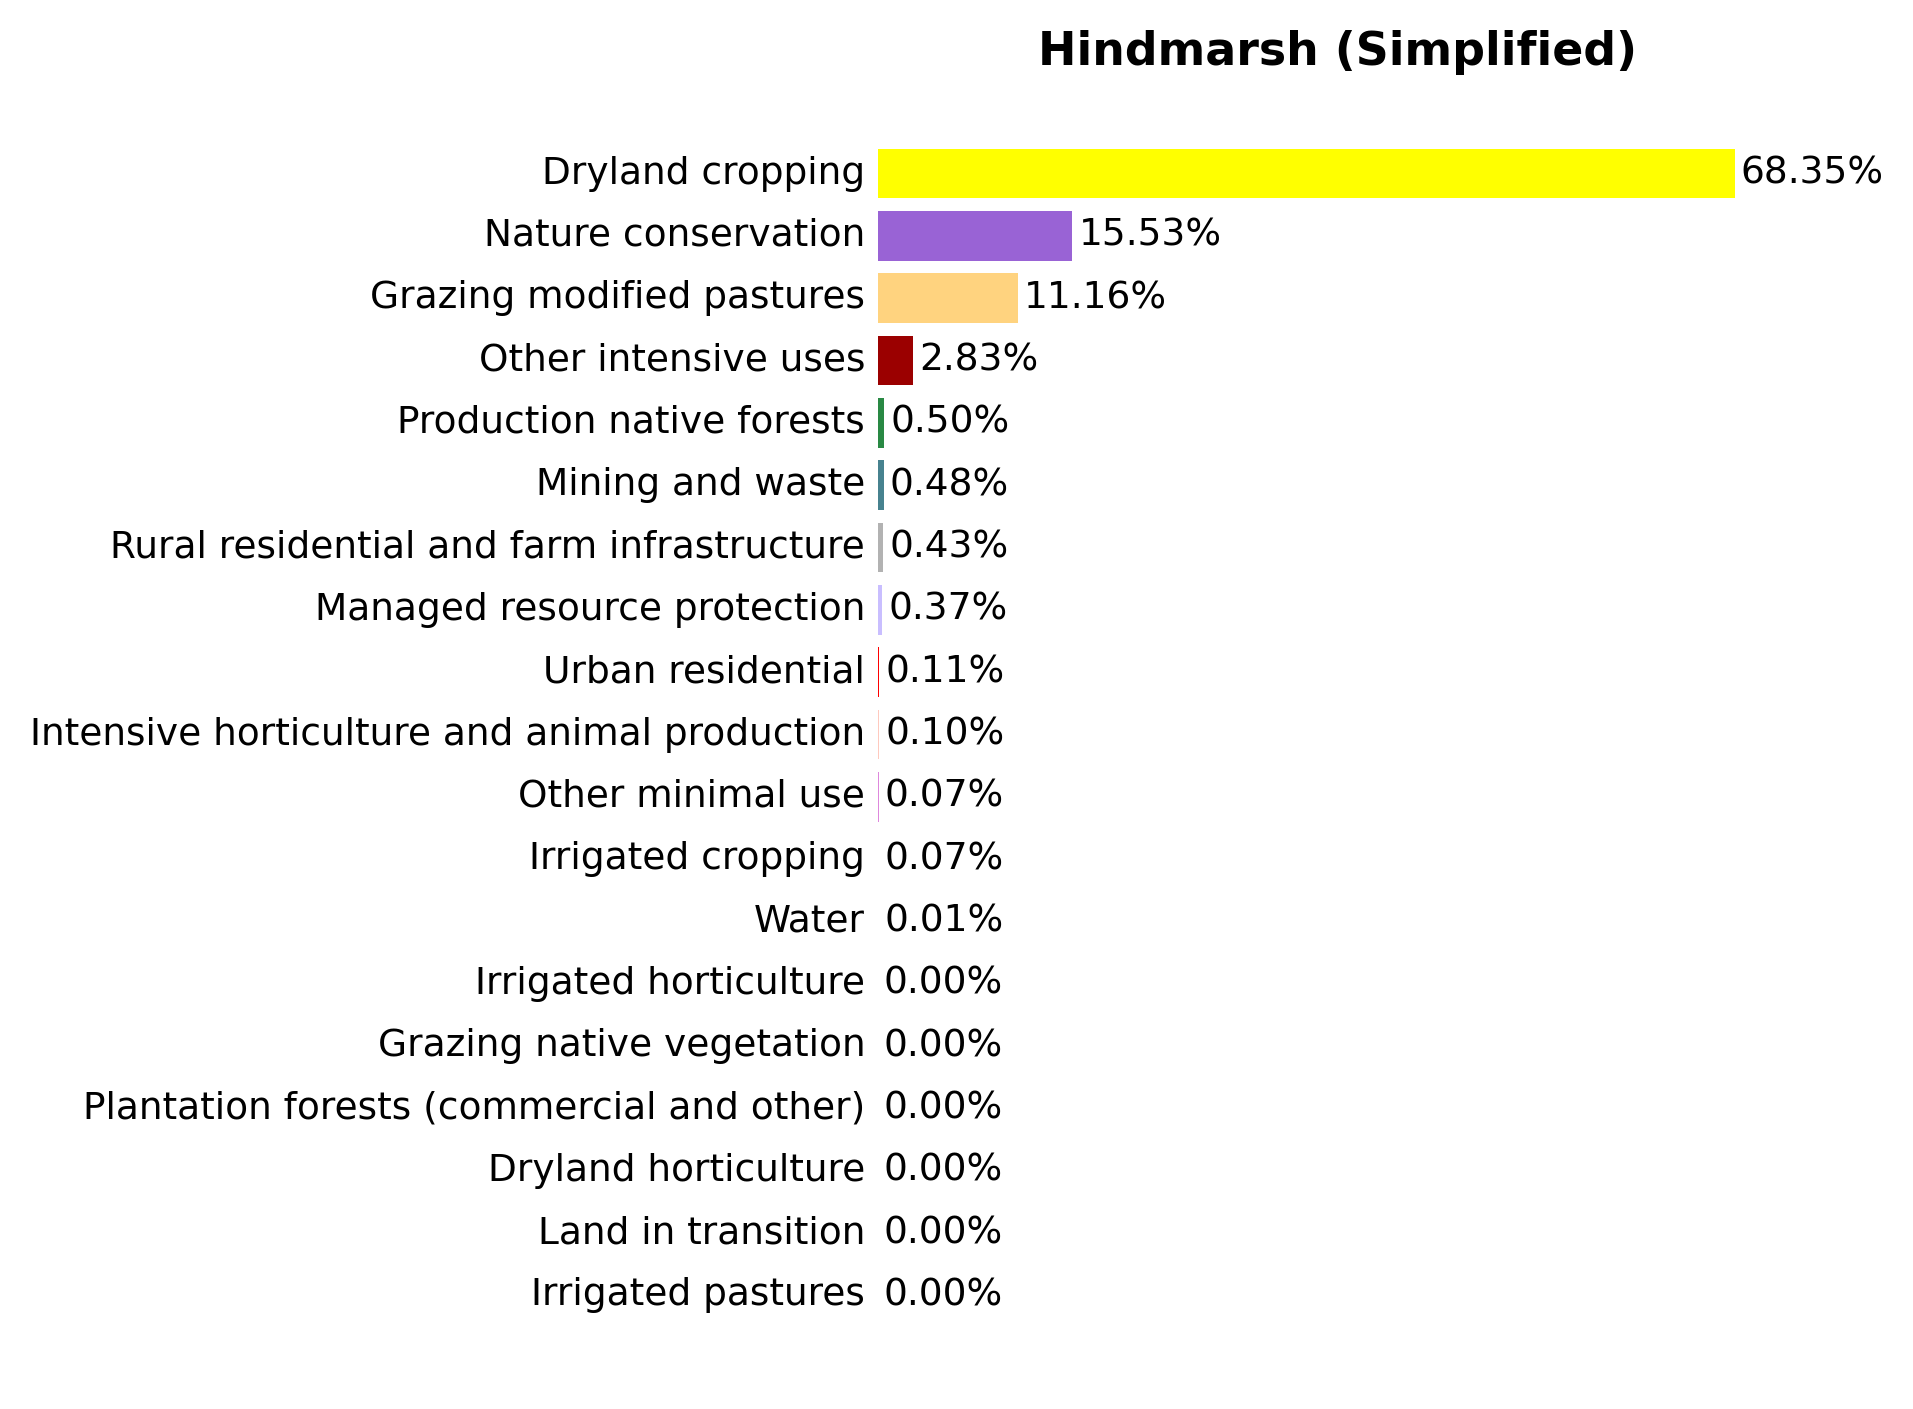 Hindmarsh (Simplified)
Dryland cropping 68.35%
Nature conservation 15.53%
Grazing modified pastures 11.16%
Other intensive uses 2.83%
Production native forests 0.50%
Mining and waste 0.48%
Rural residential and farm infrastructure 0.43%
Managed resource protection 0.37%
Urban residential 0.11%
Intensive horticulture and animal production 0.10%
Other minimal use 0.07%
Irrigated cropping 0.07%
Water 0.01%
Irrigated horticulture 0.00%
Grazing native vegetation 0.00%
Plantation forests (commercial and other) 0.00%
Dryland horticulture 0.00%
Land in transition 0.00%
Irrigated pastures 0.00%